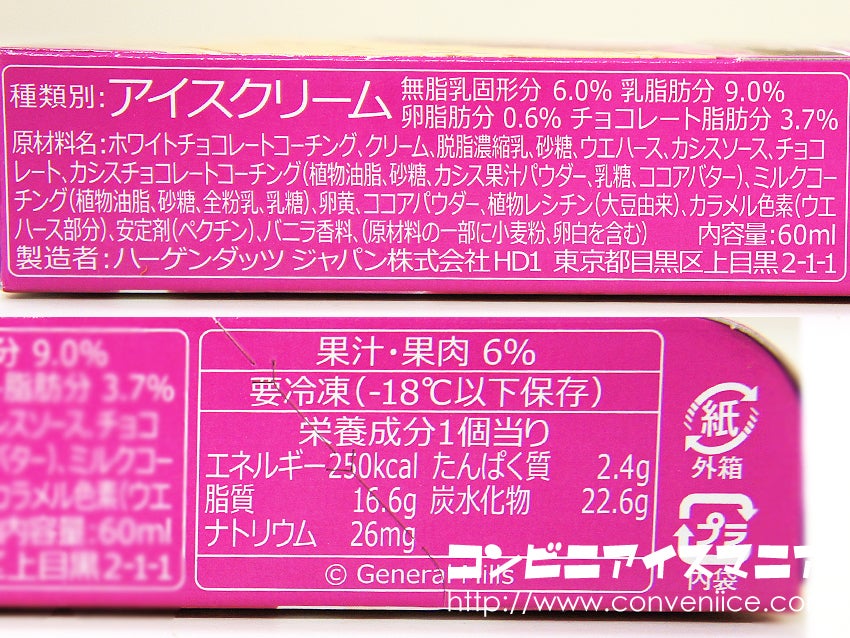 種類別:アイスクリーム
無脂乳固形分 6.0% 乳脂肪分 9.0%
卵脂肪分 0.6% チョコレート脂肪分 3.7%
原材料名:ホワイトチョコレートコーチング、クリーム、脱脂濃縮乳、砂糖、ウエハース、カシスソース、チョコ
レート、カシスチョコレートコーチング(植物油脂、砂糖、カシス果汁パウダー、乳糖、ココアバター)、ミルクコー
チング(植物油脂、砂糖、全粉乳、乳糖)、卵黄、ココアパウダー、植物レシチン(大豆由来)、カラメル色素(ウエ
ハース部分)、安定剤(ペクチン)、バニラ香料、(原材料の一部に小麦粉、卵白を含む) 内容量:60ml
製造者:ハーゲンダッツ ジャパン株式会社HD1 東京都目黒区上目黒2-1-1
分 9.0%
脂肪分 3.7%
スソース、チョコ
バター)、ミルクコー
カラメル色素(ウエ
内容量:60ml
区上目黒2-1-1
果汁・果肉 6%
要冷凍(-18℃以下保存)
栄養成分1個当り
エネルギー250kcal たんぱく質 2.4g
脂質 16.6g 炭水化物 22.6g
ナトリウム 26mg
© General Mills
紙
外箱
プラ
内袋
コンビニアイスマニア
http://www.conveniice.com